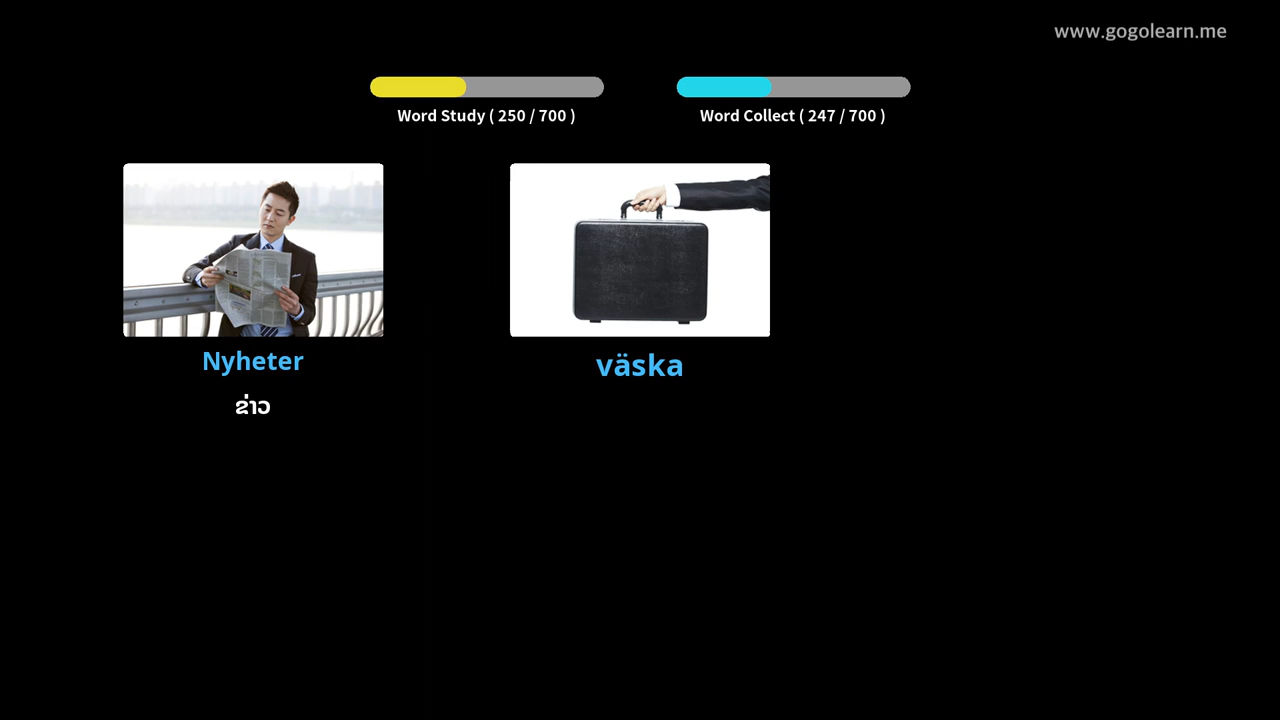 www.gogolearn.me
Word Study ( 250 / 700 )
Word Collect ( 247 / 700 )
Nyheter
väska
ຂ່າວ